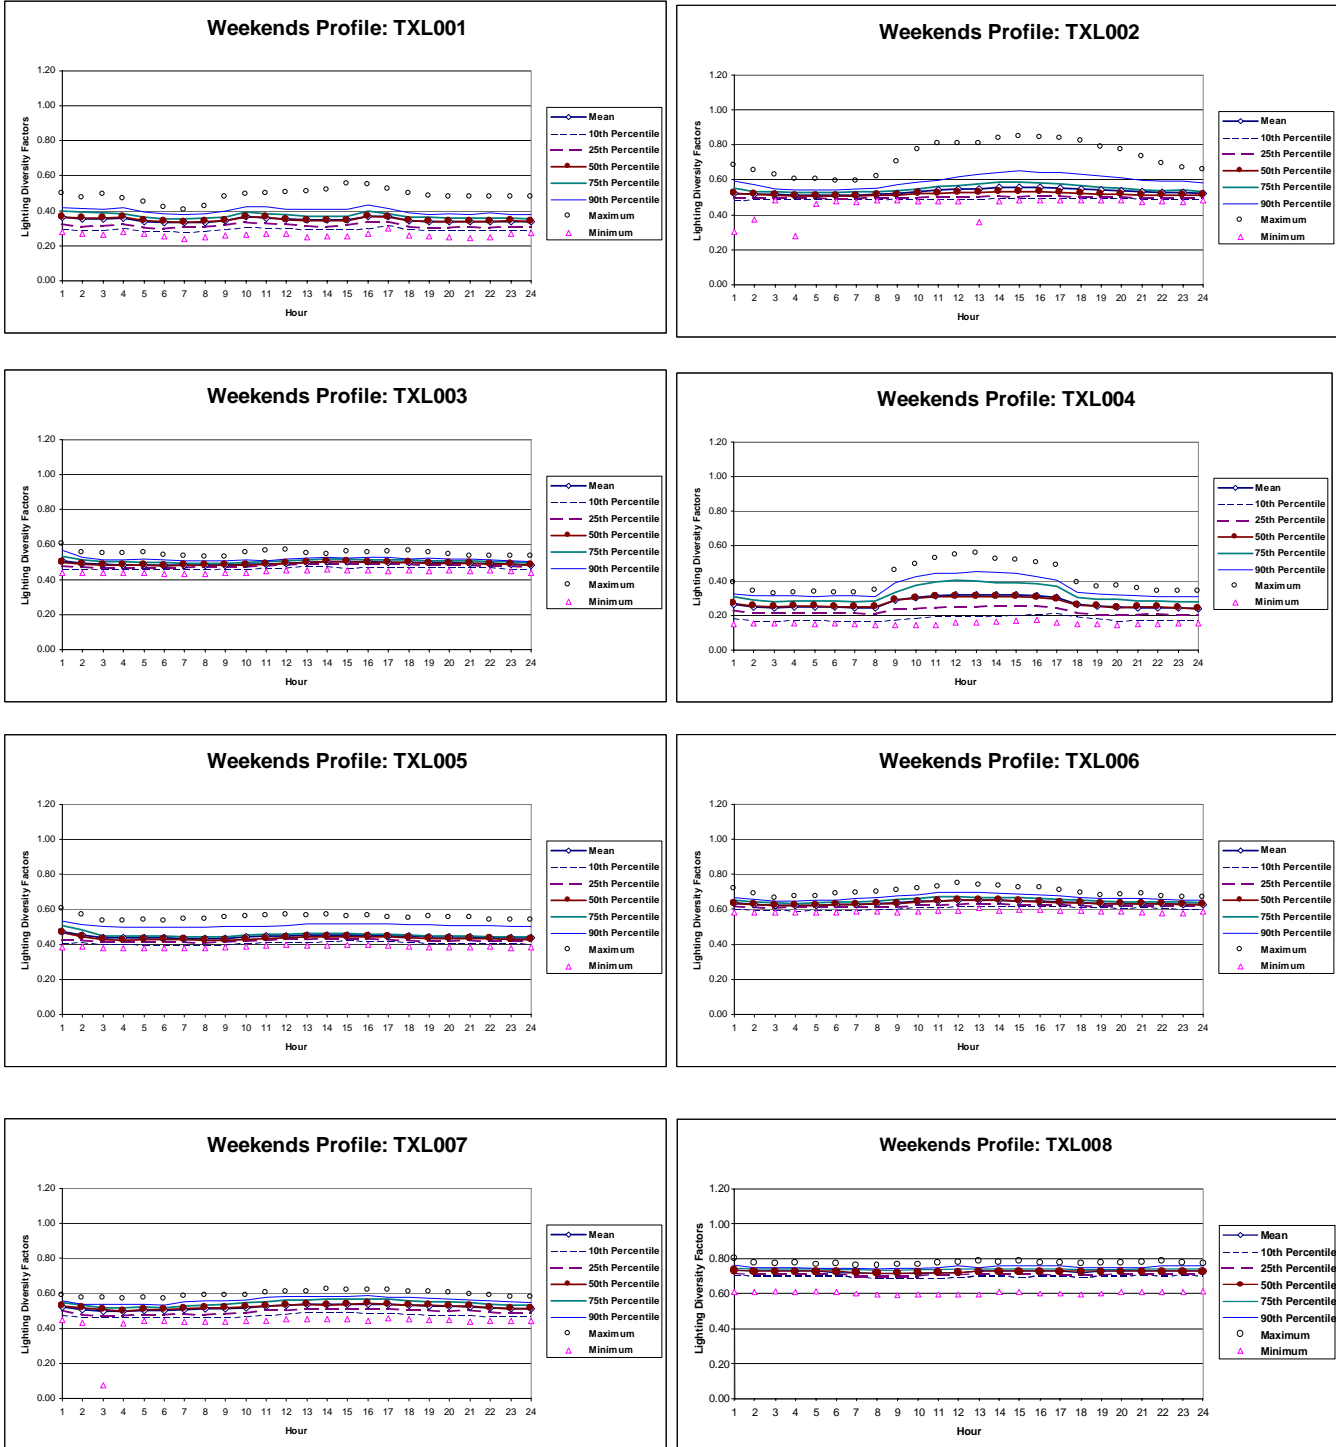 Weekends Profile: TXL001
Lighting Diversity Factors
1.20
1.00
0.80
0.60
0.40
0.20
0.00
1 2 3 4 5 6 7 8 9 10 11 12 13 14 15 16 17 18 19 20 21 22 23 24
Hour
Mean
10th Percentile
25th Percentile
50th Percentile
75th Percentile
90th Percentile
Maximum
Minimum
Weekends Profile: TXL002
Lighting Diversity Factors
1.20
1.00
0.80
0.60
0.40
0.20
0.00
1 2 3 4 5 6 7 8 9 10 11 12 13 14 15 16 17 18 19 20 21 22 23 24
Hour
Mean
10th Percentile
25th Percentile
50th Percentile
75th Percentile
90th Percentile
Maximum
Minimum
Weekends Profile: TXL003
Lighting Diversity Factors
1.20
1.00
0.80
0.60
0.40
0.20
0.00
1 2 3 4 5 6 7 8 9 10 11 12 13 14 15 16 17 18 19 20 21 22 23 24
Hour
Mean
10th Percentile
25th Percentile
50th Percentile
75th Percentile
90th Percentile
Maximum
Minimum
Weekends Profile: TXL004
Lighting Diversity Factors
1.20
1.00
0.80
0.60
0.40
0.20
0.00
1 2 3 4 5 6 7 8 9 10 11 12 13 14 15 16 17 18 19 20 21 22 23 24
Hour
Mean
10th Percentile
25th Percentile
50th Percentile
75th Percentile
90th Percentile
Maximum
Minimum
Weekends Profile: TXL005
Lighting Diversity Factors
1.20
1.00
0.80
0.60
0.40
0.20
0.00
1 2 3 4 5 6 7 8 9 10 11 12 13 14 15 16 17 18 19 20 21 22 23 24
Hour
Mean
10th Percentile
25th Percentile
50th Percentile
75th Percentile
90th Percentile
Maximum
Minimum
Weekends Profile: TXL006
Lighting Diversity Factors
1.20
1.00
0.80
0.60
0.40
0.20
0.00
1 2 3 4 5 6 7 8 9 10 11 12 13 14 15 16 17 18 19 20 21 22 23 24
Hour
Mean
10th Percentile
25th Percentile
50th Percentile
75th Percentile
90th Percentile
Maximum
Minimum
Weekends Profile: TXL007
Lighting Diversity Factors
1.20
1.00
0.80
0.60
0.40
0.20
0.00
1 2 3 4 5 6 7 8 9 10 11 12 13 14 15 16 17 18 19 20 21 22 23 24
Hour
Mean
10th Percentile
25th Percentile
50th Percentile
75th Percentile
90th Percentile
Maximum
Minimum
Weekends Profile: TXL008
Lighting Diversity Factors
1.20
1.00
0.80
0.60
0.40
0.20
0.00
1 2 3 4 5 6 7 8 9 10 11 12 13 14 15 16 17 18 19 20 21 22 23 24
Hour
Mean
10th Percentile
25th Percentile
50th Percentile
75th Percentile
90th Percentile
Maximum
Minimum